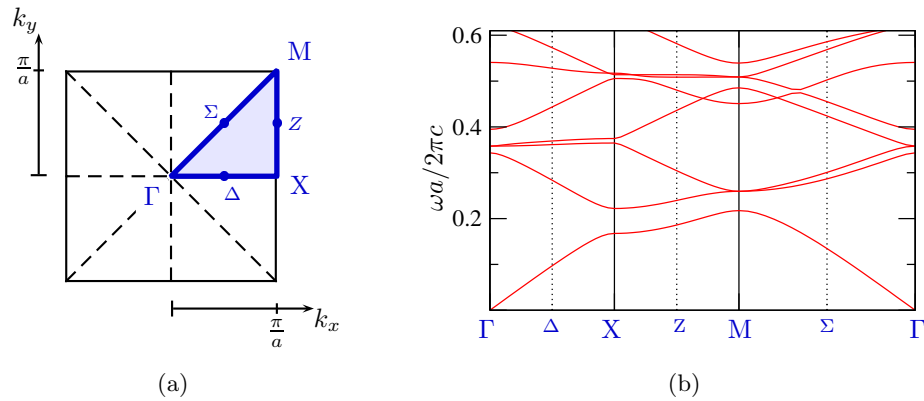 k_y
π/a
M
Σ
Z
Γ
Δ
X
π/a
k_x
(a)
ωa/2πc
0.6
0.4
0.2
Γ Δ X Z M Σ Γ
(b)